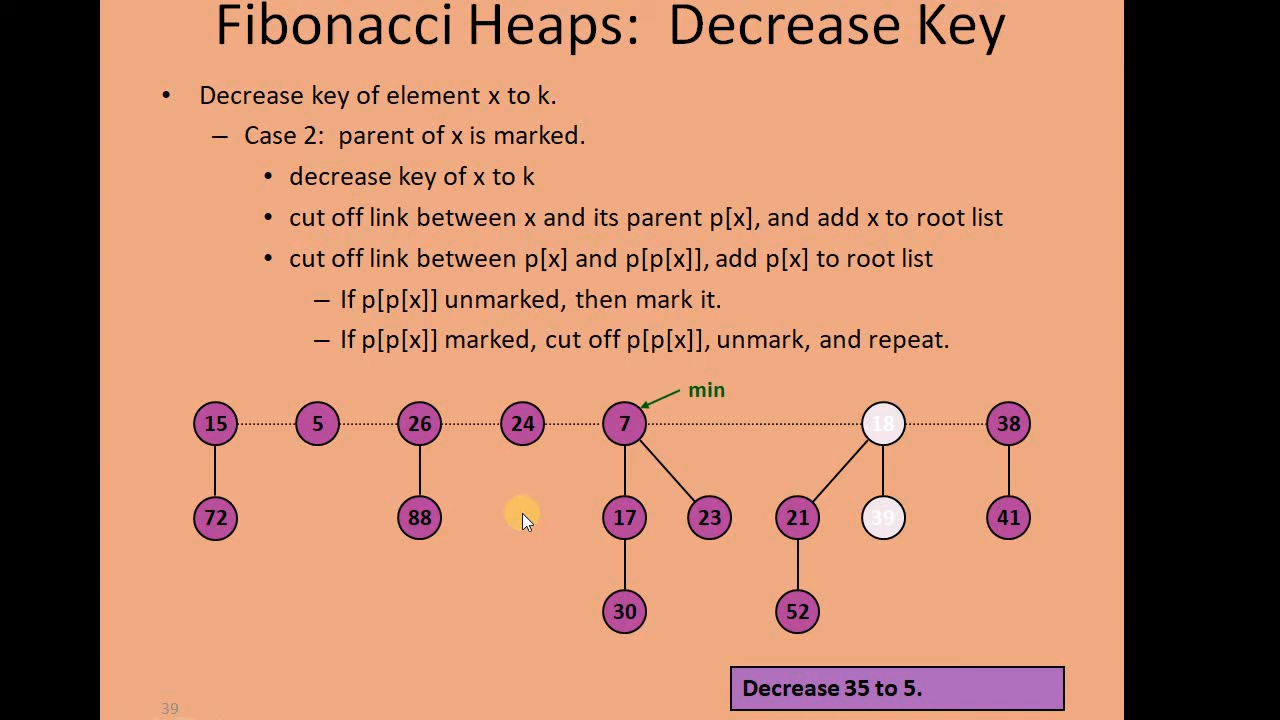 Fibonacci Heaps: Decrease Key
• Decrease key of element x to k.
– Case 2: parent of x is marked.
• decrease key of x to k
• cut off link between x and its parent p[x], and add x to root list
• cut off link between p[x] and p[p[x]], add p[x] to root list
– If p[p[x]] unmarked, then mark it.
– If p[p[x]] marked, cut off p[p[x]], unmark, and repeat.
min
15 5 26 24 7 18 38
72 88 17 23 21 39 41
30 52
Decrease 35 to 5.
39